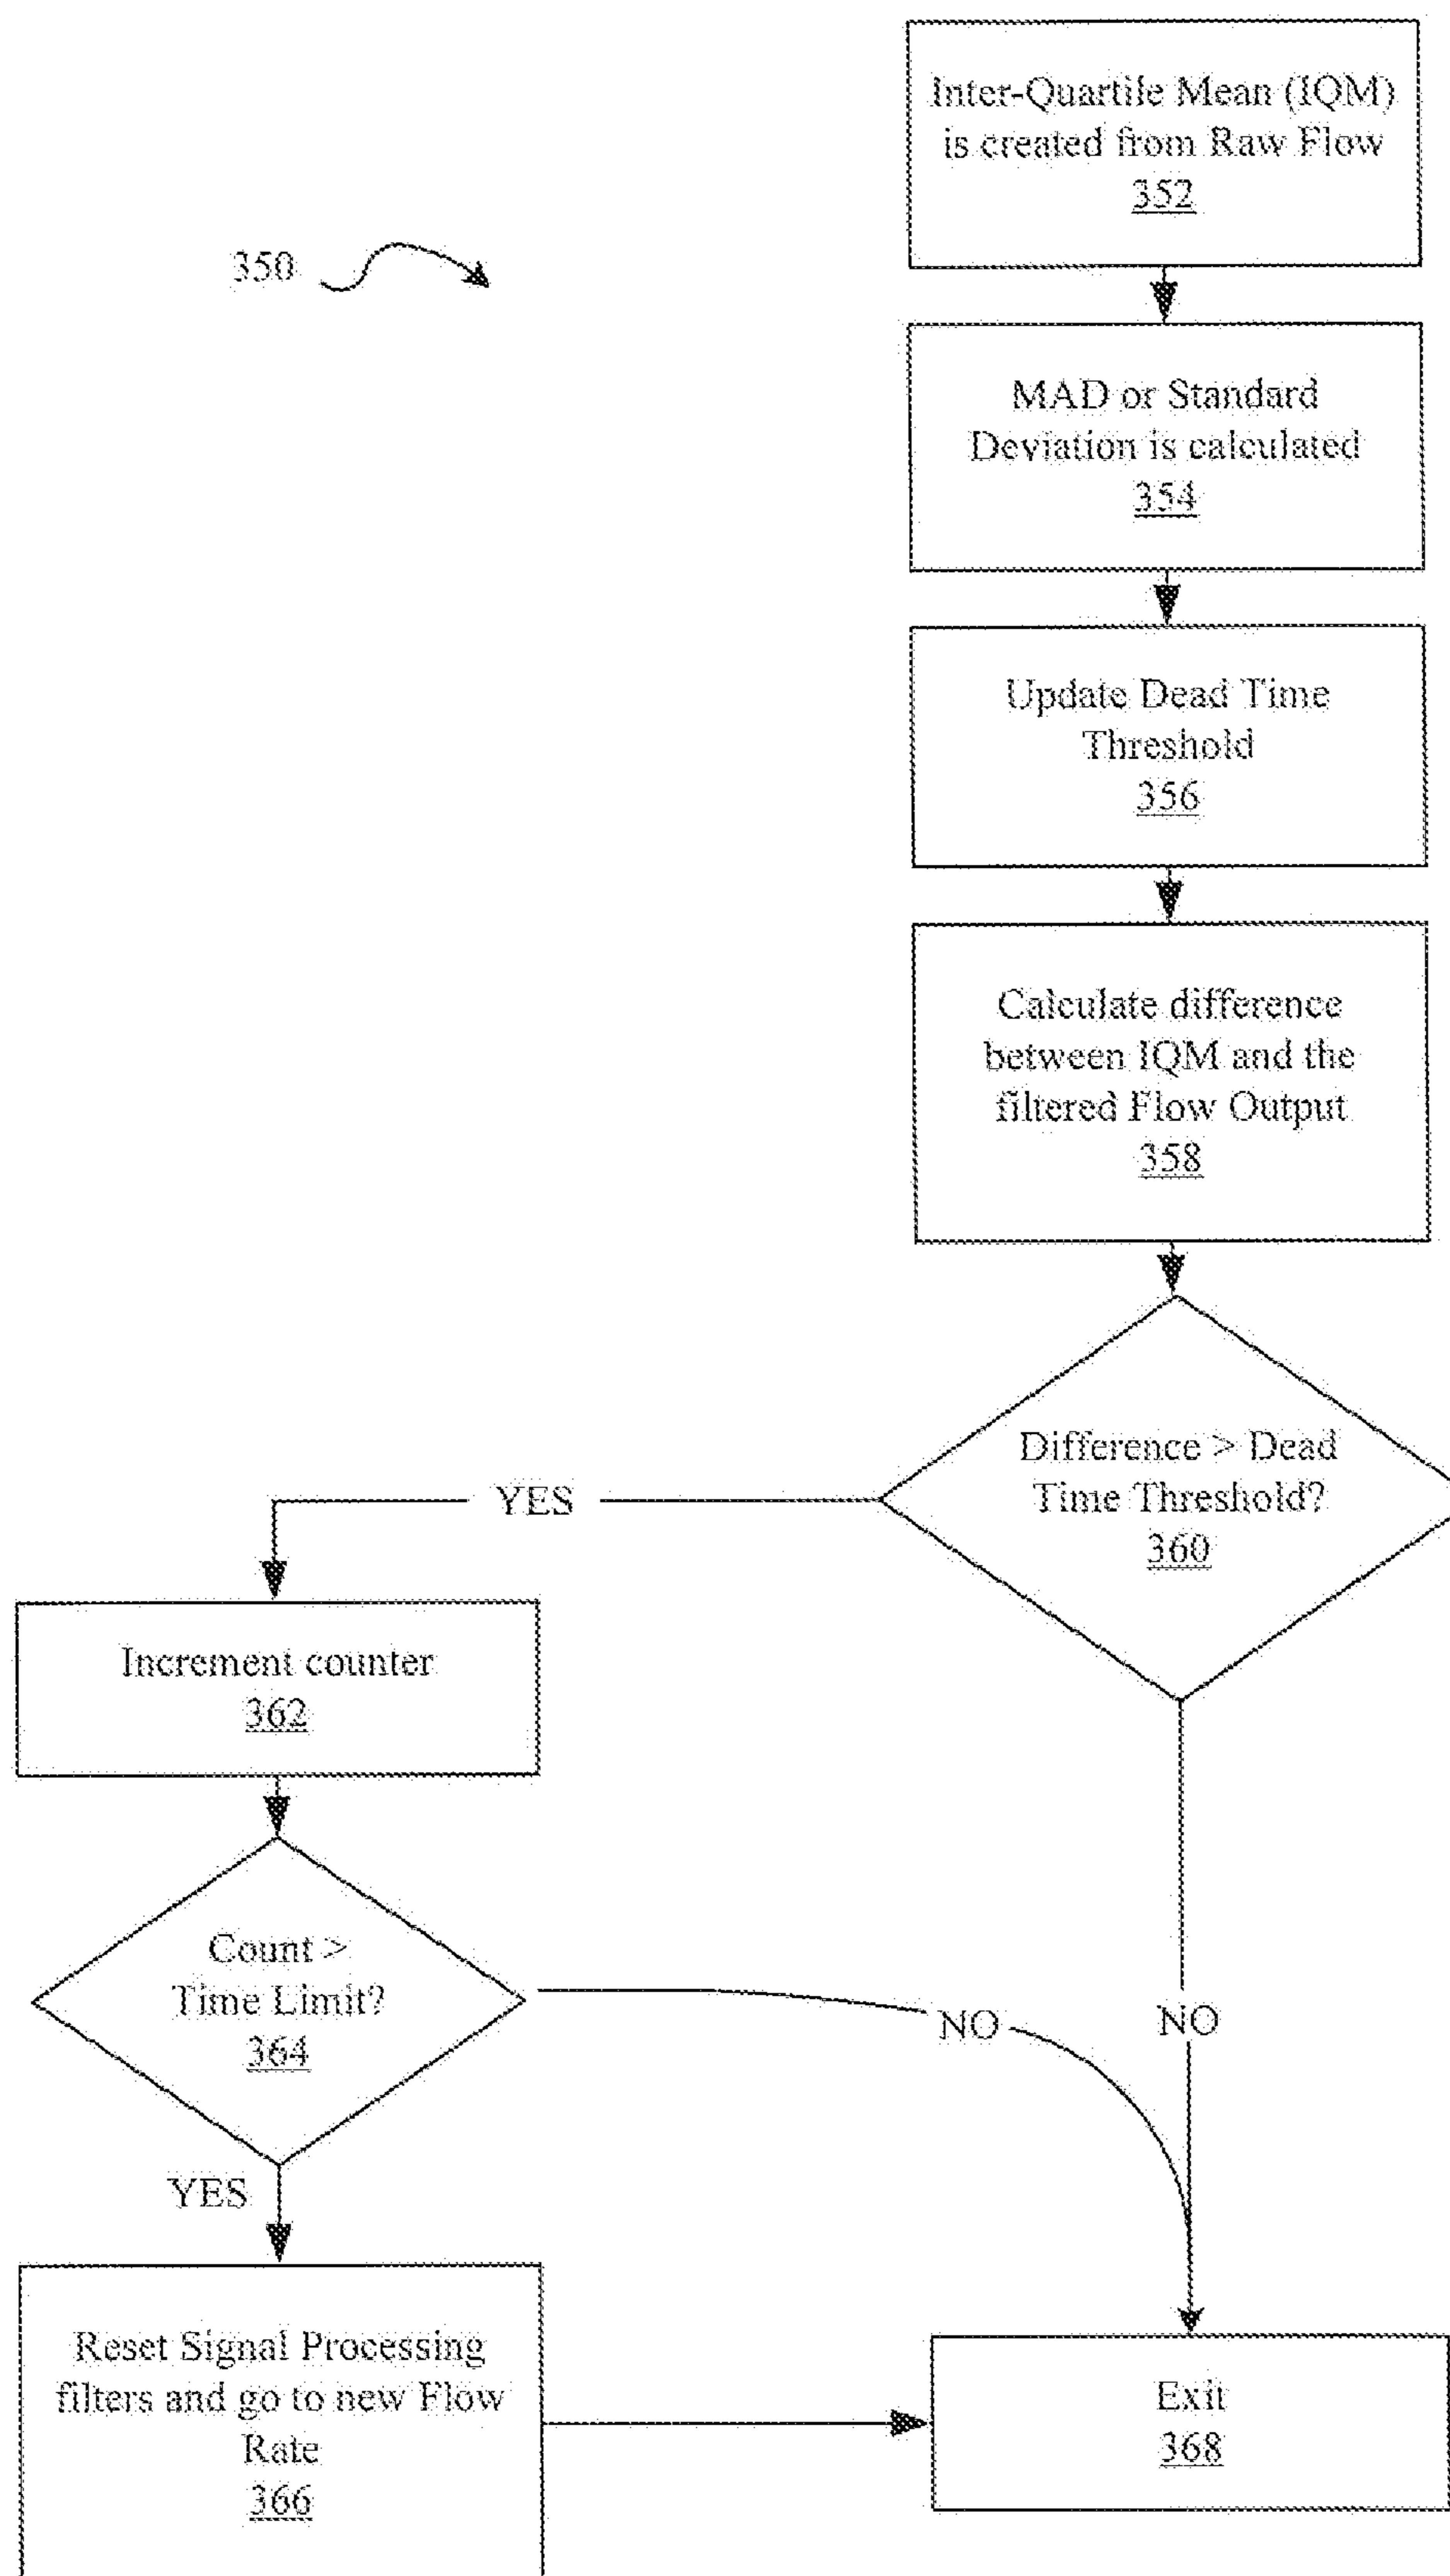 Inter-Quartile Mean (IQM)
is created from Raw Flow
352
350
MAD or Standard
Deviation is calculated
354
Update Dead Time
Threshold
356
Calculate difference
between IQM and the
filtered Flow Output
358
Difference > Dead
Time Threshold?
360
YES
Increment counter
362
Count >
Time Limit?
364
NO
NO
YES
Reset Signal Processing
filters and go to new Flow
Rate
366
Exit
368